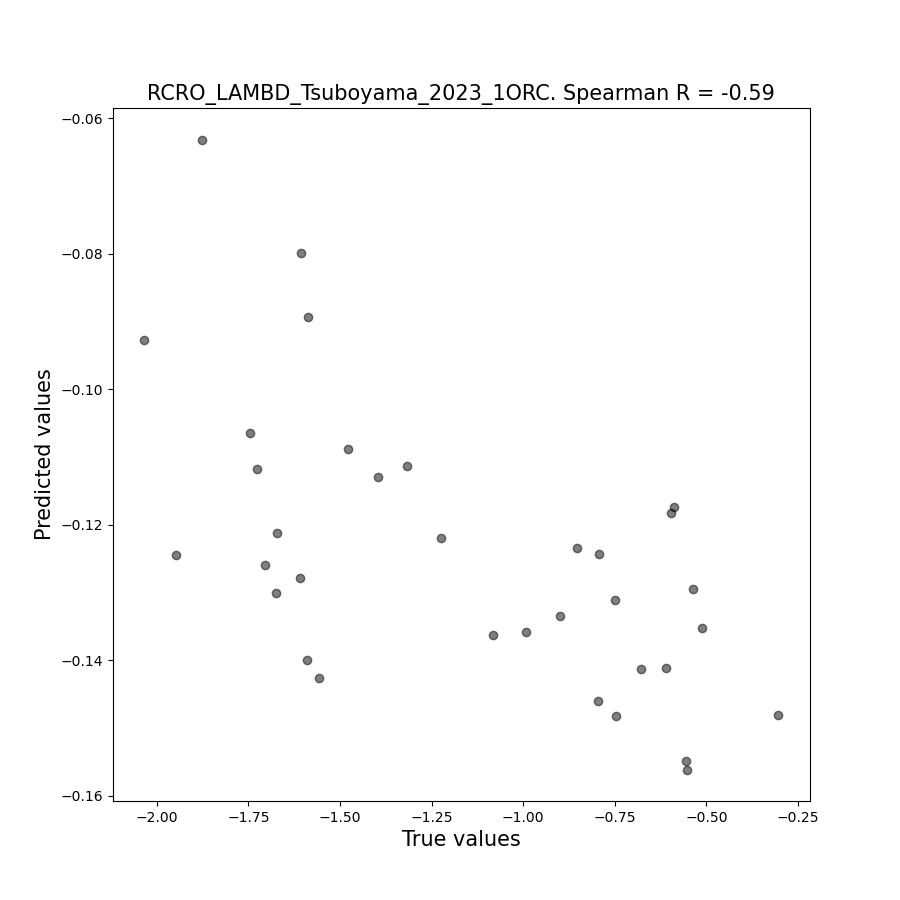 RCRO_LAMBD_Tsuboyama_2023_1ORC. Spearman R = -0.59
−0.06
−0.08
−0.10
−0.12
−0.14
−0.16
Predicted values
−2.00 −1.75 −1.50 −1.25 −1.00 −0.75 −0.50 −0.25
True values